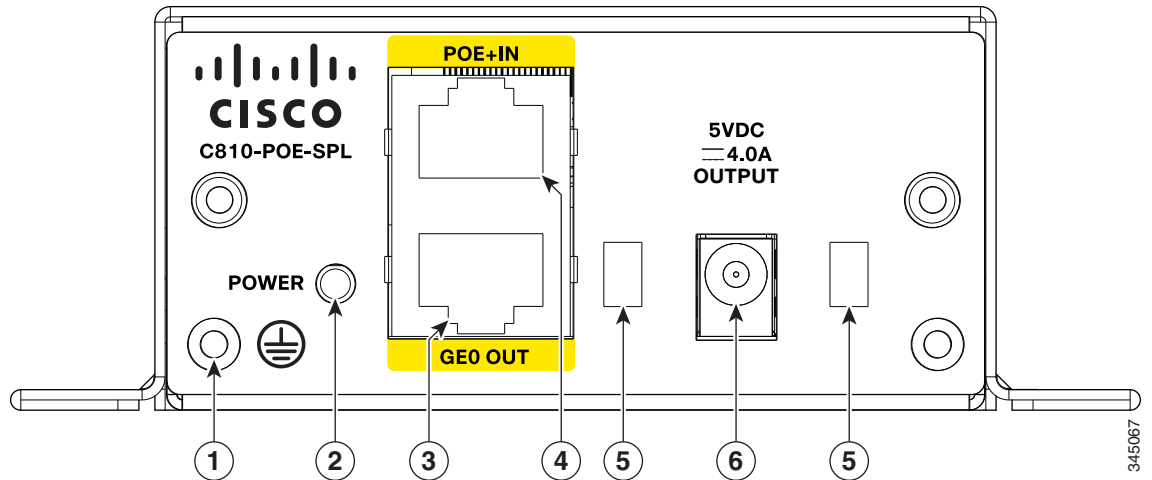 POE+IN
CISCO
C810-POE-SPL
5VDC
4.0A
OUTPUT
POWER
GE0 OUT
1
2
3
4
5
6
5
345067